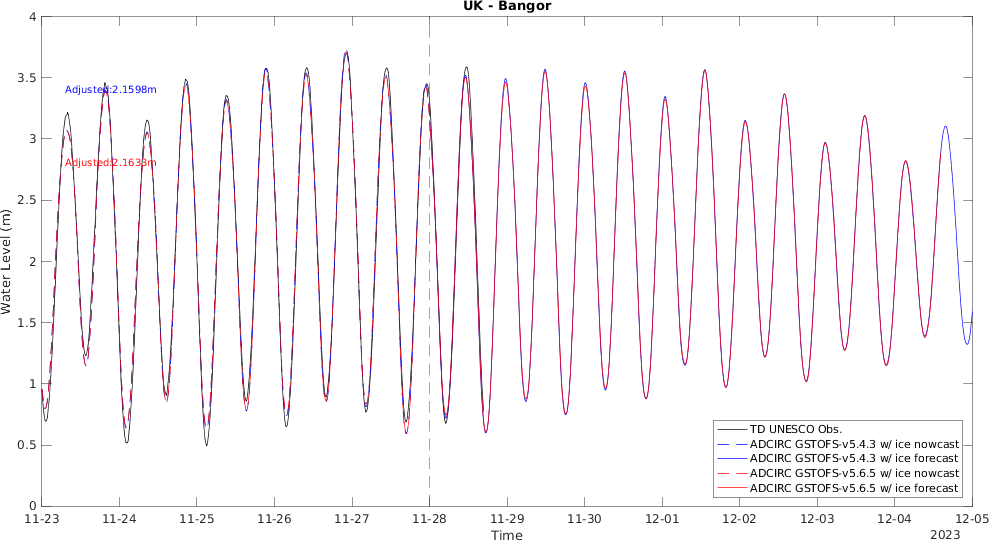 UK - Bangor
4
3.5
3
2.5
2
1.5
1
0.5
0
Water Level (m)
Adjusted:2.1598m
Adjusted:2.1633m
TD UNESCO Obs.
ADCIRC GSTOFS-v5.4.3 w/ ice nowcast
ADCIRC GSTOFS-v5.4.3 w/ ice forecast
ADCIRC GSTOFS-v5.6.5 w/ ice nowcast
ADCIRC GSTOFS-v5.6.5 w/ ice forecast
11-23 11-24 11-25 11-26 11-27 11-28 11-29 11-30 12-01 12-02 12-03 12-04 12-05
Time
2023